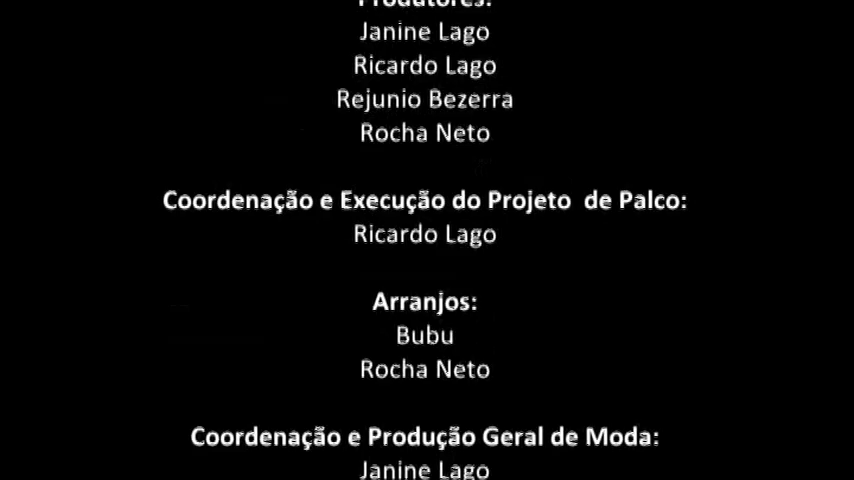 Produtores:
Janine Lago
Ricardo Lago
Rejunio Bezerra
Rocha Neto
Coordenação e Execução do Projeto  de Palco:
Ricardo Lago
Arranjos:
Bubu
Rocha Neto
Coordenação e Produção Geral de Moda:
Janine Lago